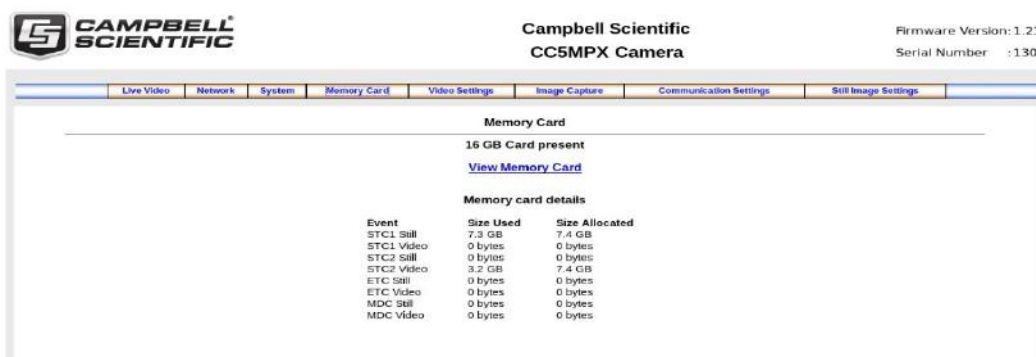 CAMPBELL
SCIENTIFIC
Campbell Scientific
CC5MPX Camera
Firmware Version: 1.2
Serial Number : 130
Live Video Network System Memory Card Video Settings Image Capture Communication Settings Still Image Settings
Memory Card
16 GB Card present
View Memory Card
Memory card details
Event Size Used Size Allocated
STC1 Still 7.3 GB 7.4 GB
STC1 Video 0 bytes 0 bytes
STC2 Still 0 bytes 0 bytes
STC2 Video 3.2 GB 7.4 GB
ETC Still 0 bytes 0 bytes
ETC Video 0 bytes 0 bytes
MDC Still 0 bytes 0 bytes
MDC Video 0 bytes 0 bytes